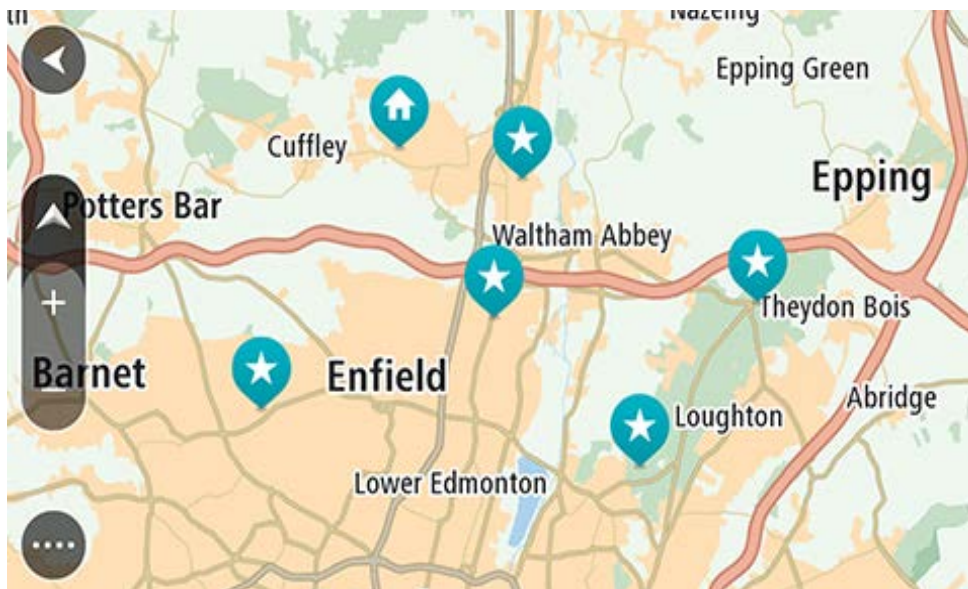 Nazeing
Epping Green
Cuffley
Epping
Potters Bar
Waltham Abbey
Theydon Bois
Barnet
Enfield
Abridge
Loughton
Lower Edmonton